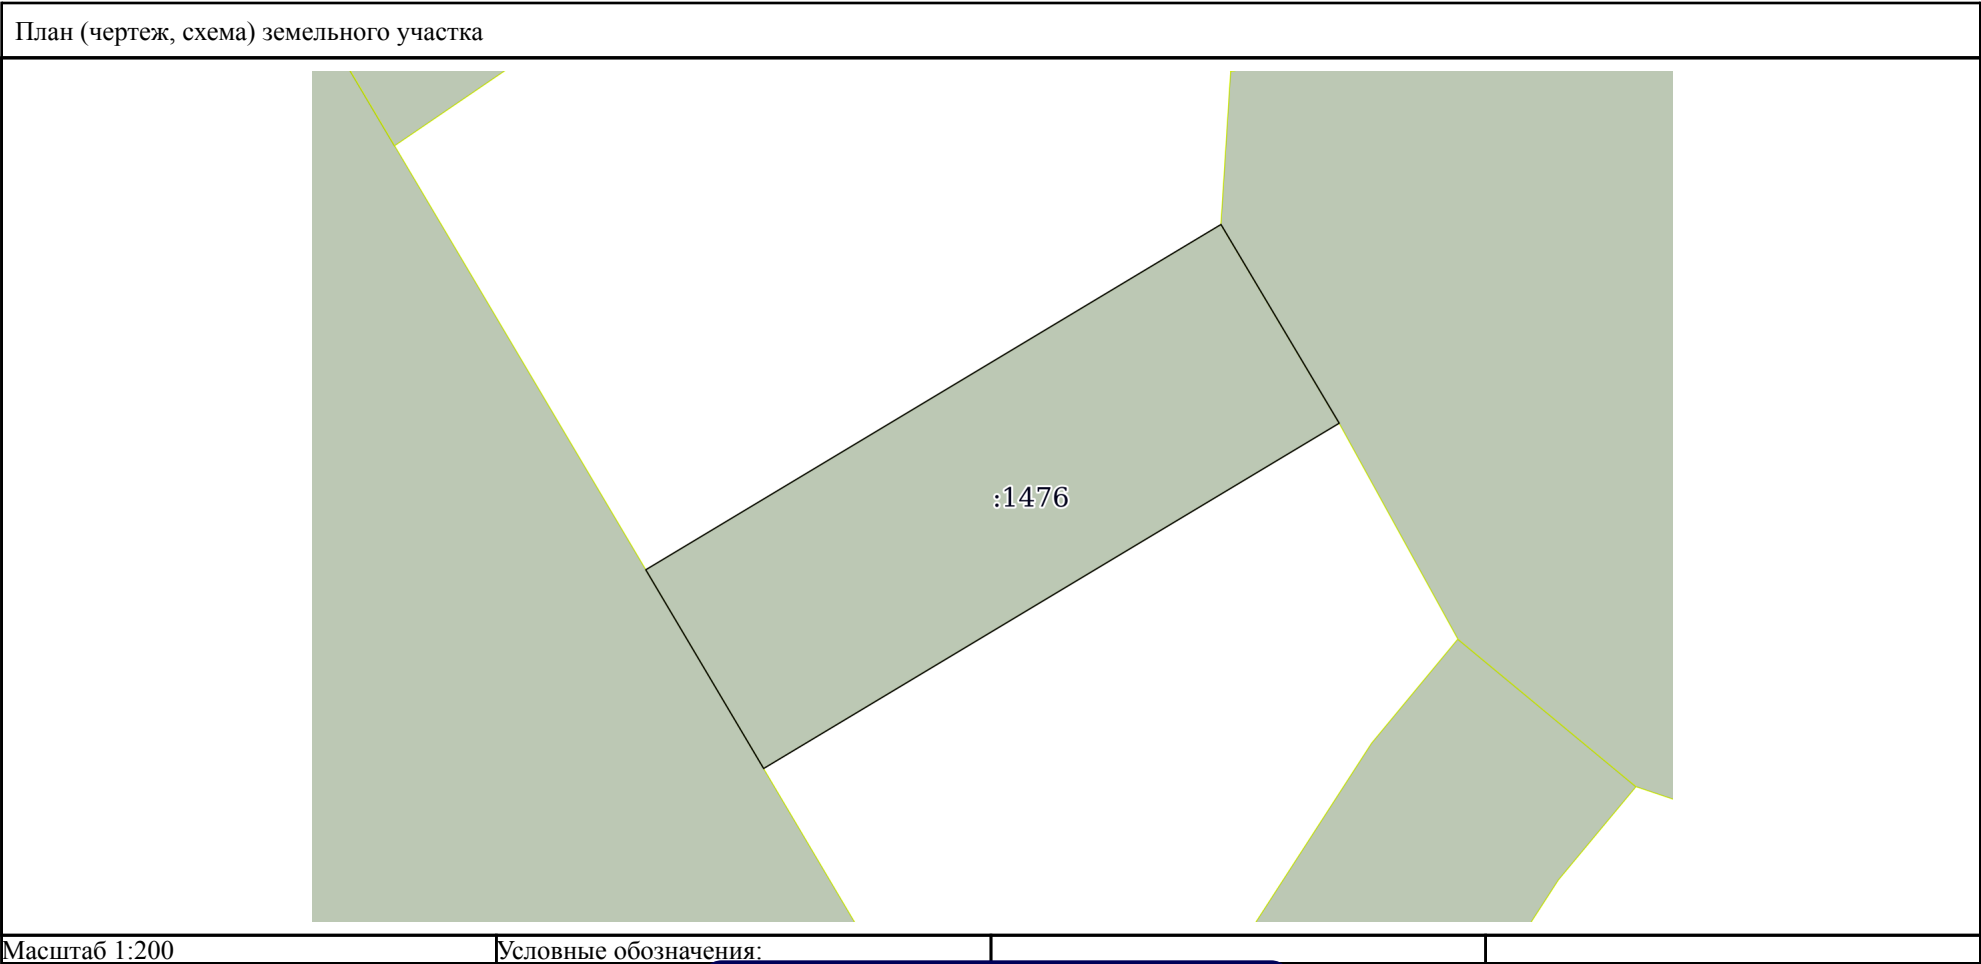 План (чертеж, схема) земельного участка
:1476
Масштаб 1:200
Условные обозначения: